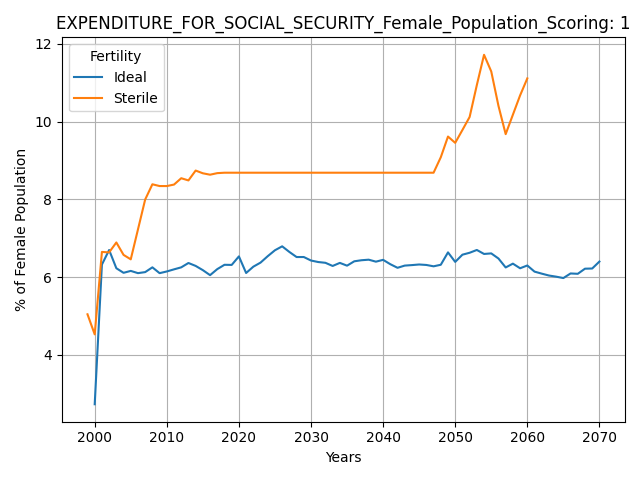 EXPENDITURE_FOR_SOCIAL_SECURITY_Female_Population_Scoring: 1
Fertility
Ideal
Sterile
% of Female Population
12
10
8
6
4
2000 2010 2020 2030 2040 2050 2060 2070
Years